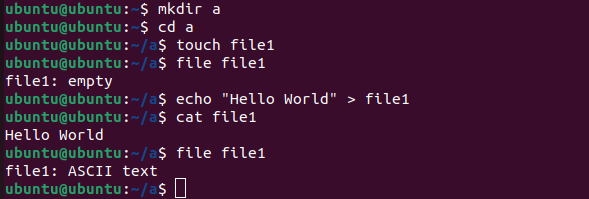 ubuntu@ubuntu:~$ mkdir a
ubuntu@ubuntu:~$ cd a
ubuntu@ubuntu:~/a$ touch file1
ubuntu@ubuntu:~/a$ file file1
file1: empty
ubuntu@ubuntu:~/a$ echo "Hello World" > file1
ubuntu@ubuntu:~/a$ cat file1
Hello World
ubuntu@ubuntu:~/a$ file file1
file1: ASCII text
ubuntu@ubuntu:~/a$